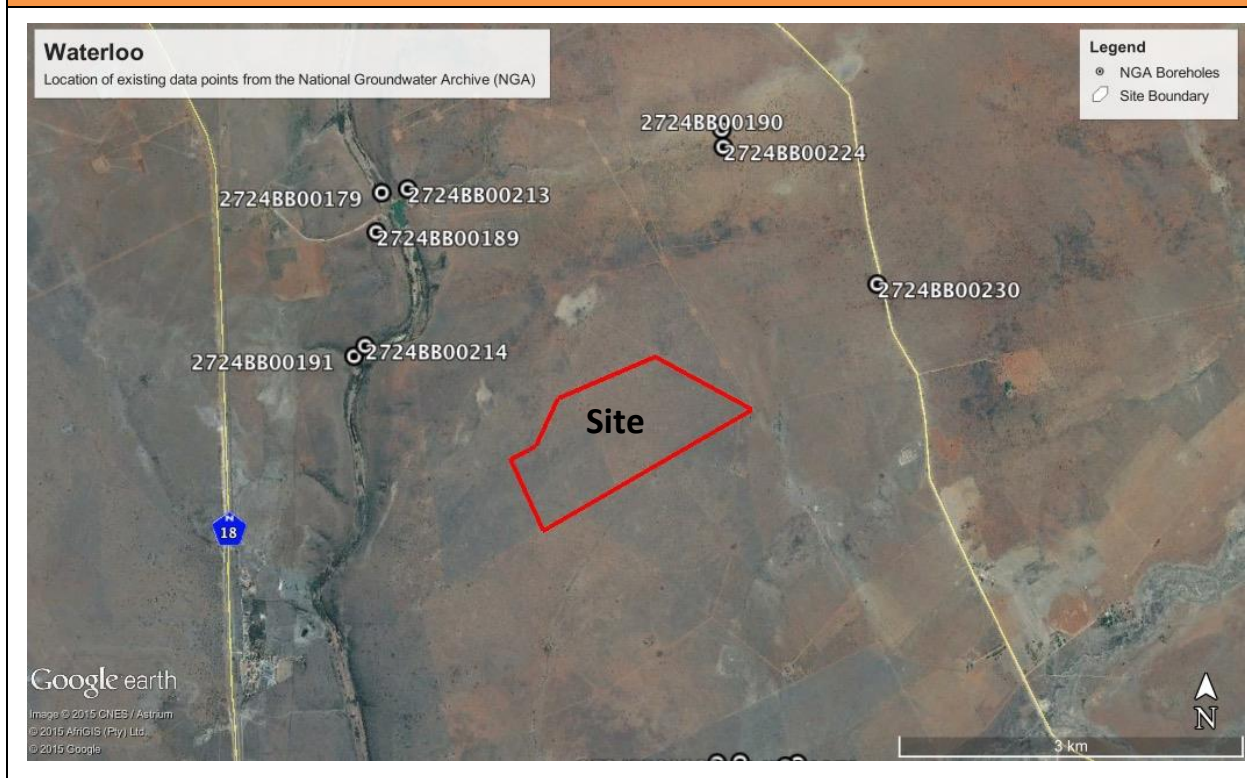 Waterloo
Location of existing data points from the National Groundwater Archive (NGA)
Legend
NGA Boreholes
Site Boundary
2724BB00190
2724BB00224
2724BB00179
2724BB00213
2724BB00189
2724BB00230
2724BB00191
2724BB00214
Site
N
18
Google earth
Image © 2015 CNES / Astrium
© 2015 AfriGIS (Pty) Ltd.
© 2015 Google
N
3 km